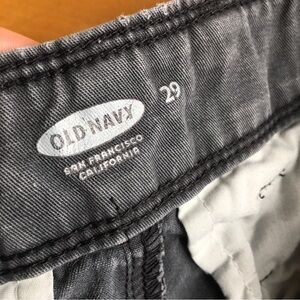 OLD NAVY
29
SAN FRANCISCO
CALIFORNIA